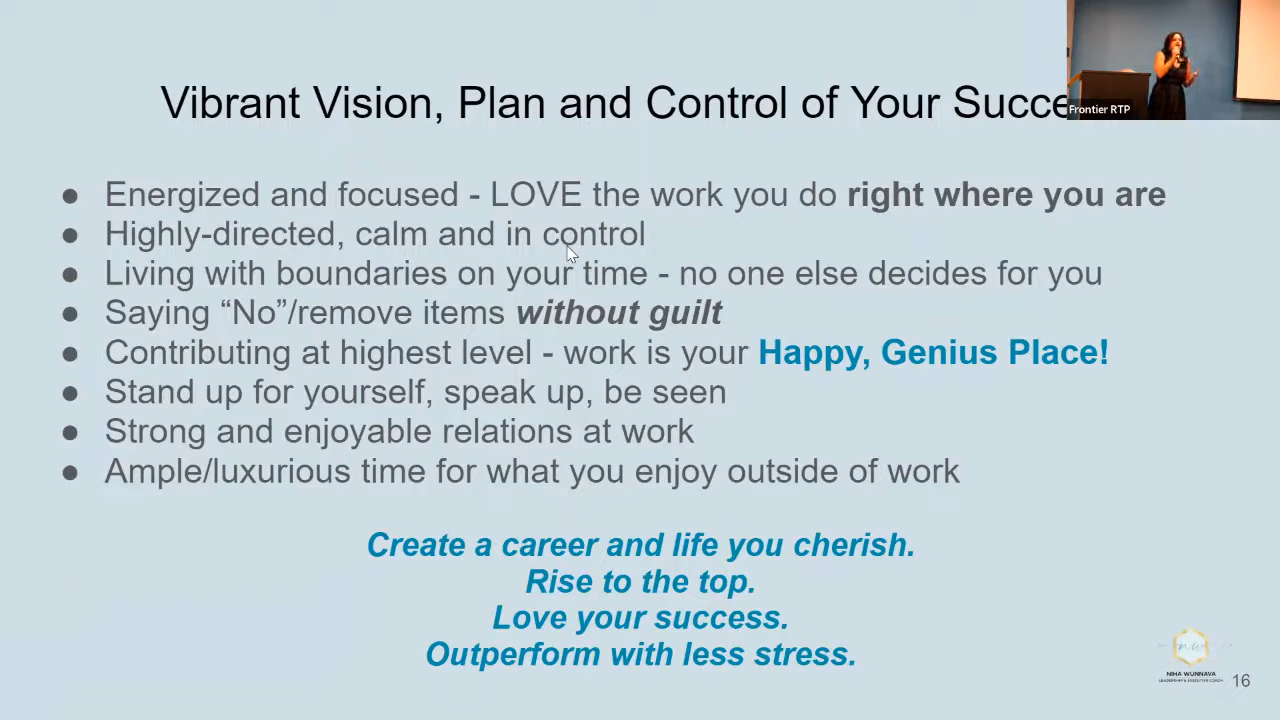 Vibrant Vision, Plan and Control of Your Succe
Frontier RTP
● Energized and focused - LOVE the work you do right where you are
● Highly-directed, calm and in control
● Living with boundaries on your time - no one else decides for you
● Saying “No”/remove items without guilt
● Contributing at highest level - work is your Happy, Genius Place!
● Stand up for yourself, speak up, be seen
● Strong and enjoyable relations at work
● Ample/luxurious time for what you enjoy outside of work
Create a career and life you cherish.
Rise to the top.
Love your success.
Outperform with less stress.
nw
NIHA WUNNAVA
LEADERSHIP & EXECUTIVE COACH
16